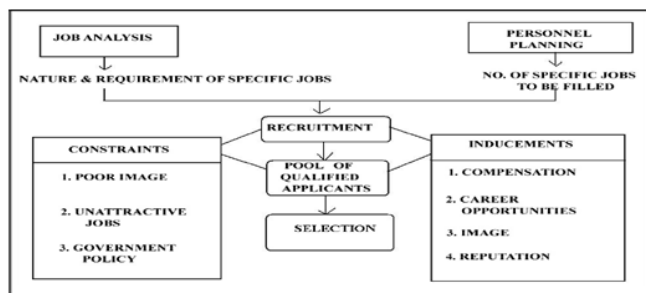 JOB ANALYSIS
PERSONNEL
PLANNING
NATURE & REQUIREMENT OF SPECIFIC JOBS
NO. OF SPECIFIC JOBS
TO BE FILLED
RECRUITMENT
CONSTRAINTS
1. POOR IMAGE
2. UNATTRACTIVE
JOBS
3. GOVERNMENT
POLICY
POOL OF
QUALIFIED
APPLICANTS
SELECTION
INDUCEMENTS
1. COMPENSATION
2. CAREER
OPPORTUNITIES
3. IMAGE
4. REPUTATION